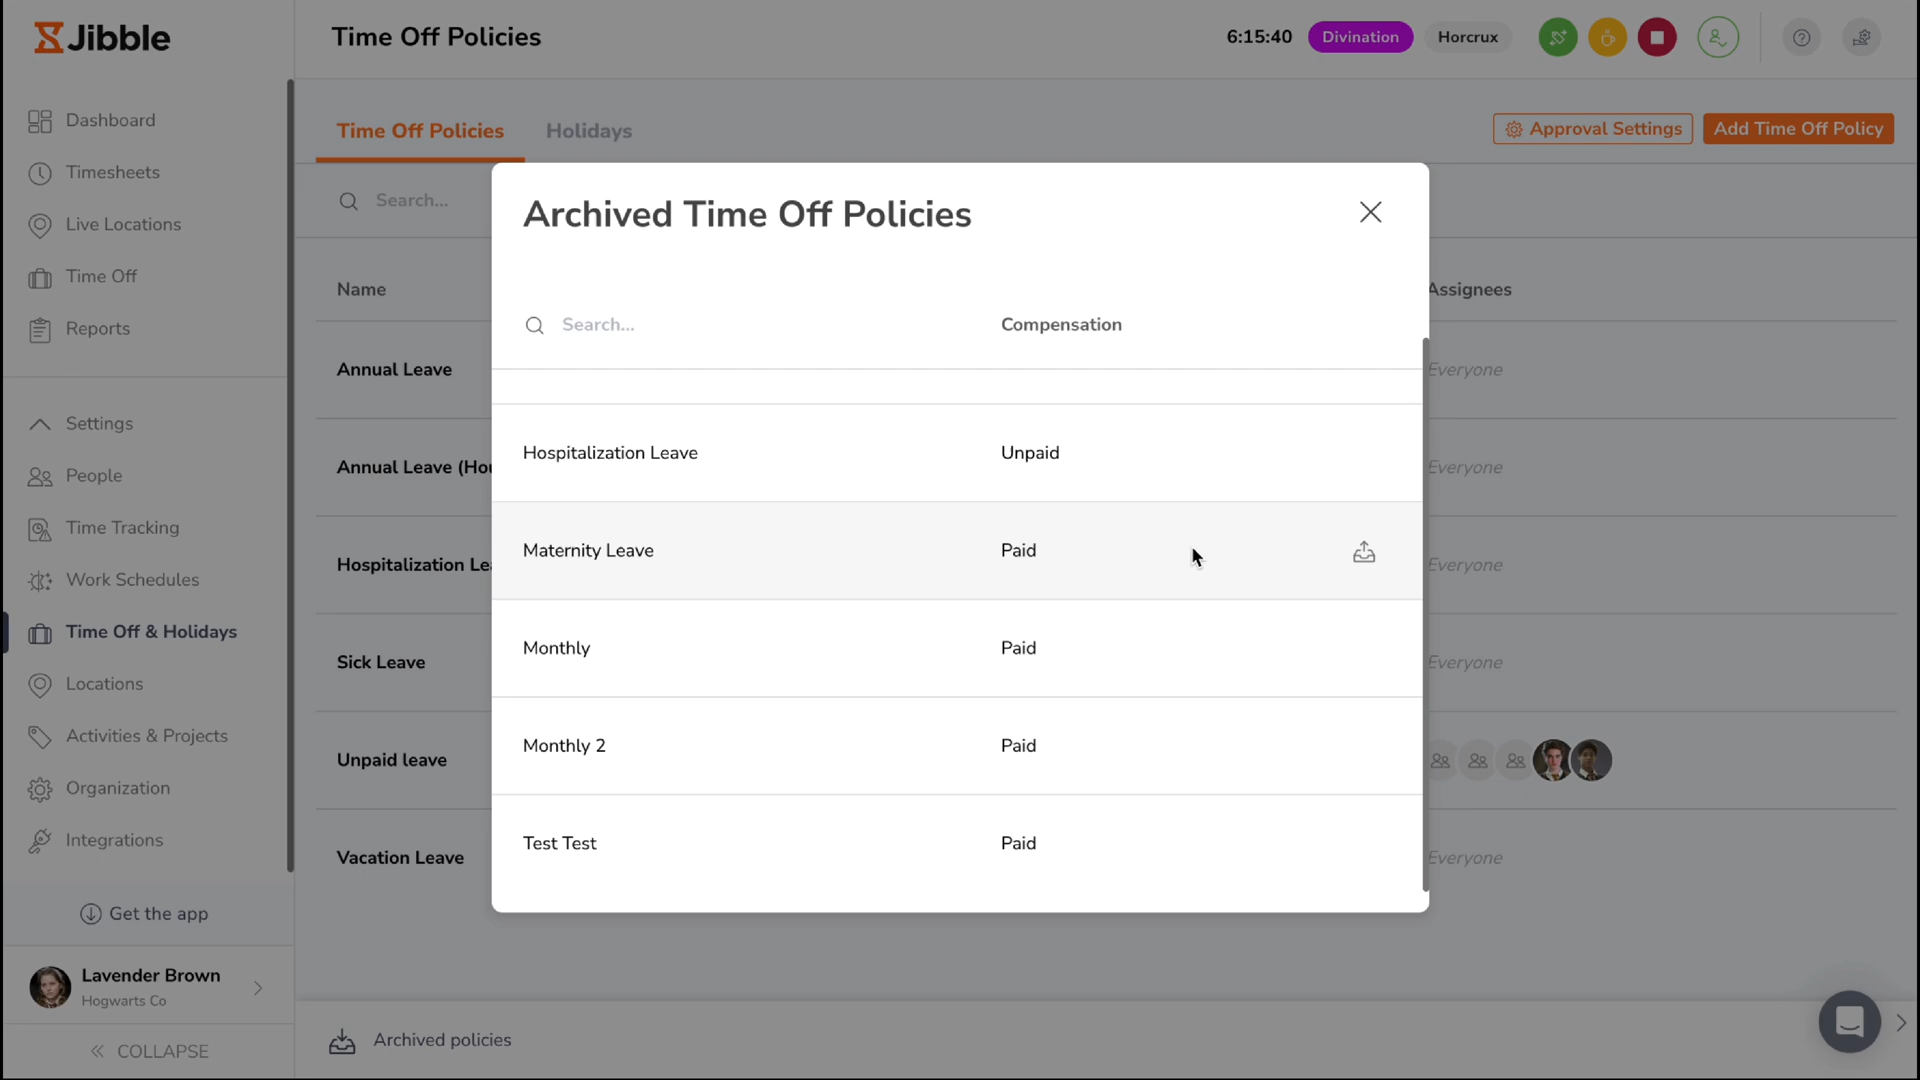 Jibble
Time Off Policies
6:15:40
Divination
Horcrux
Dashboard
Timesheets
Live Locations
Time Off
Reports
Settings
People
Time Tracking
Work Schedules
Time Off & Holidays
Locations
Activities & Projects
Organization
Integrations
Get the app
Lavender Brown
Hogwarts Co
COLLAPSE
Time Off Policies
Holidays
Approval Settings
Add Time Off Policy
Search...
Name
Assignees
Annual Leave
Everyone
Annual Leave (Hou
Everyone
Hospitalization Lea
Everyone
Sick Leave
Everyone
Unpaid leave
Vacation Leave
Everyone
Archived policies
Archived Time Off Policies
Search...
Compensation
Hospitalization Leave
Unpaid
Maternity Leave
Paid
Monthly
Paid
Monthly 2
Paid
Test Test
Paid